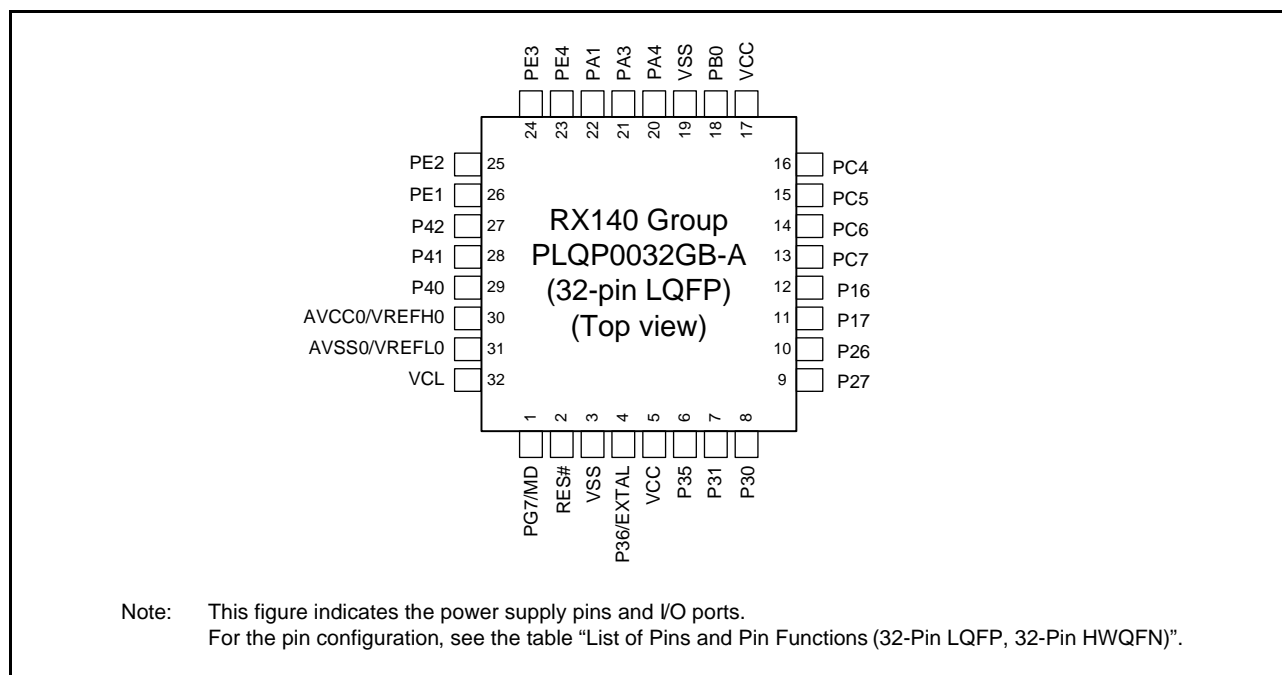 PE3
PE4
PA1
PA3
PA4
VSS
PB0
VCC
24
23
22
21
20
19
18
17
PE2 25
PE1 26
P42 27
P41 28
P40 29
AVCC0/VREFH0 30
AVSS0/VREFL0 31
VCL 32
RX140 Group
PLQP0032GB-A
(32-pin LQFP)
(Top view)
16 PC4
15 PC5
14 PC6
13 PC7
12 P16
11 P17
10 P26
9 P27
1
2
3
4
5
6
7
8
PG7/MD
RES#
VSS
P36/EXTAL
VCC
P35
P31
P30
Note: This figure indicates the power supply pins and I/O ports.
For the pin configuration, see the table “List of Pins and Pin Functions (32-Pin LQFP, 32-Pin HWQFN)”.